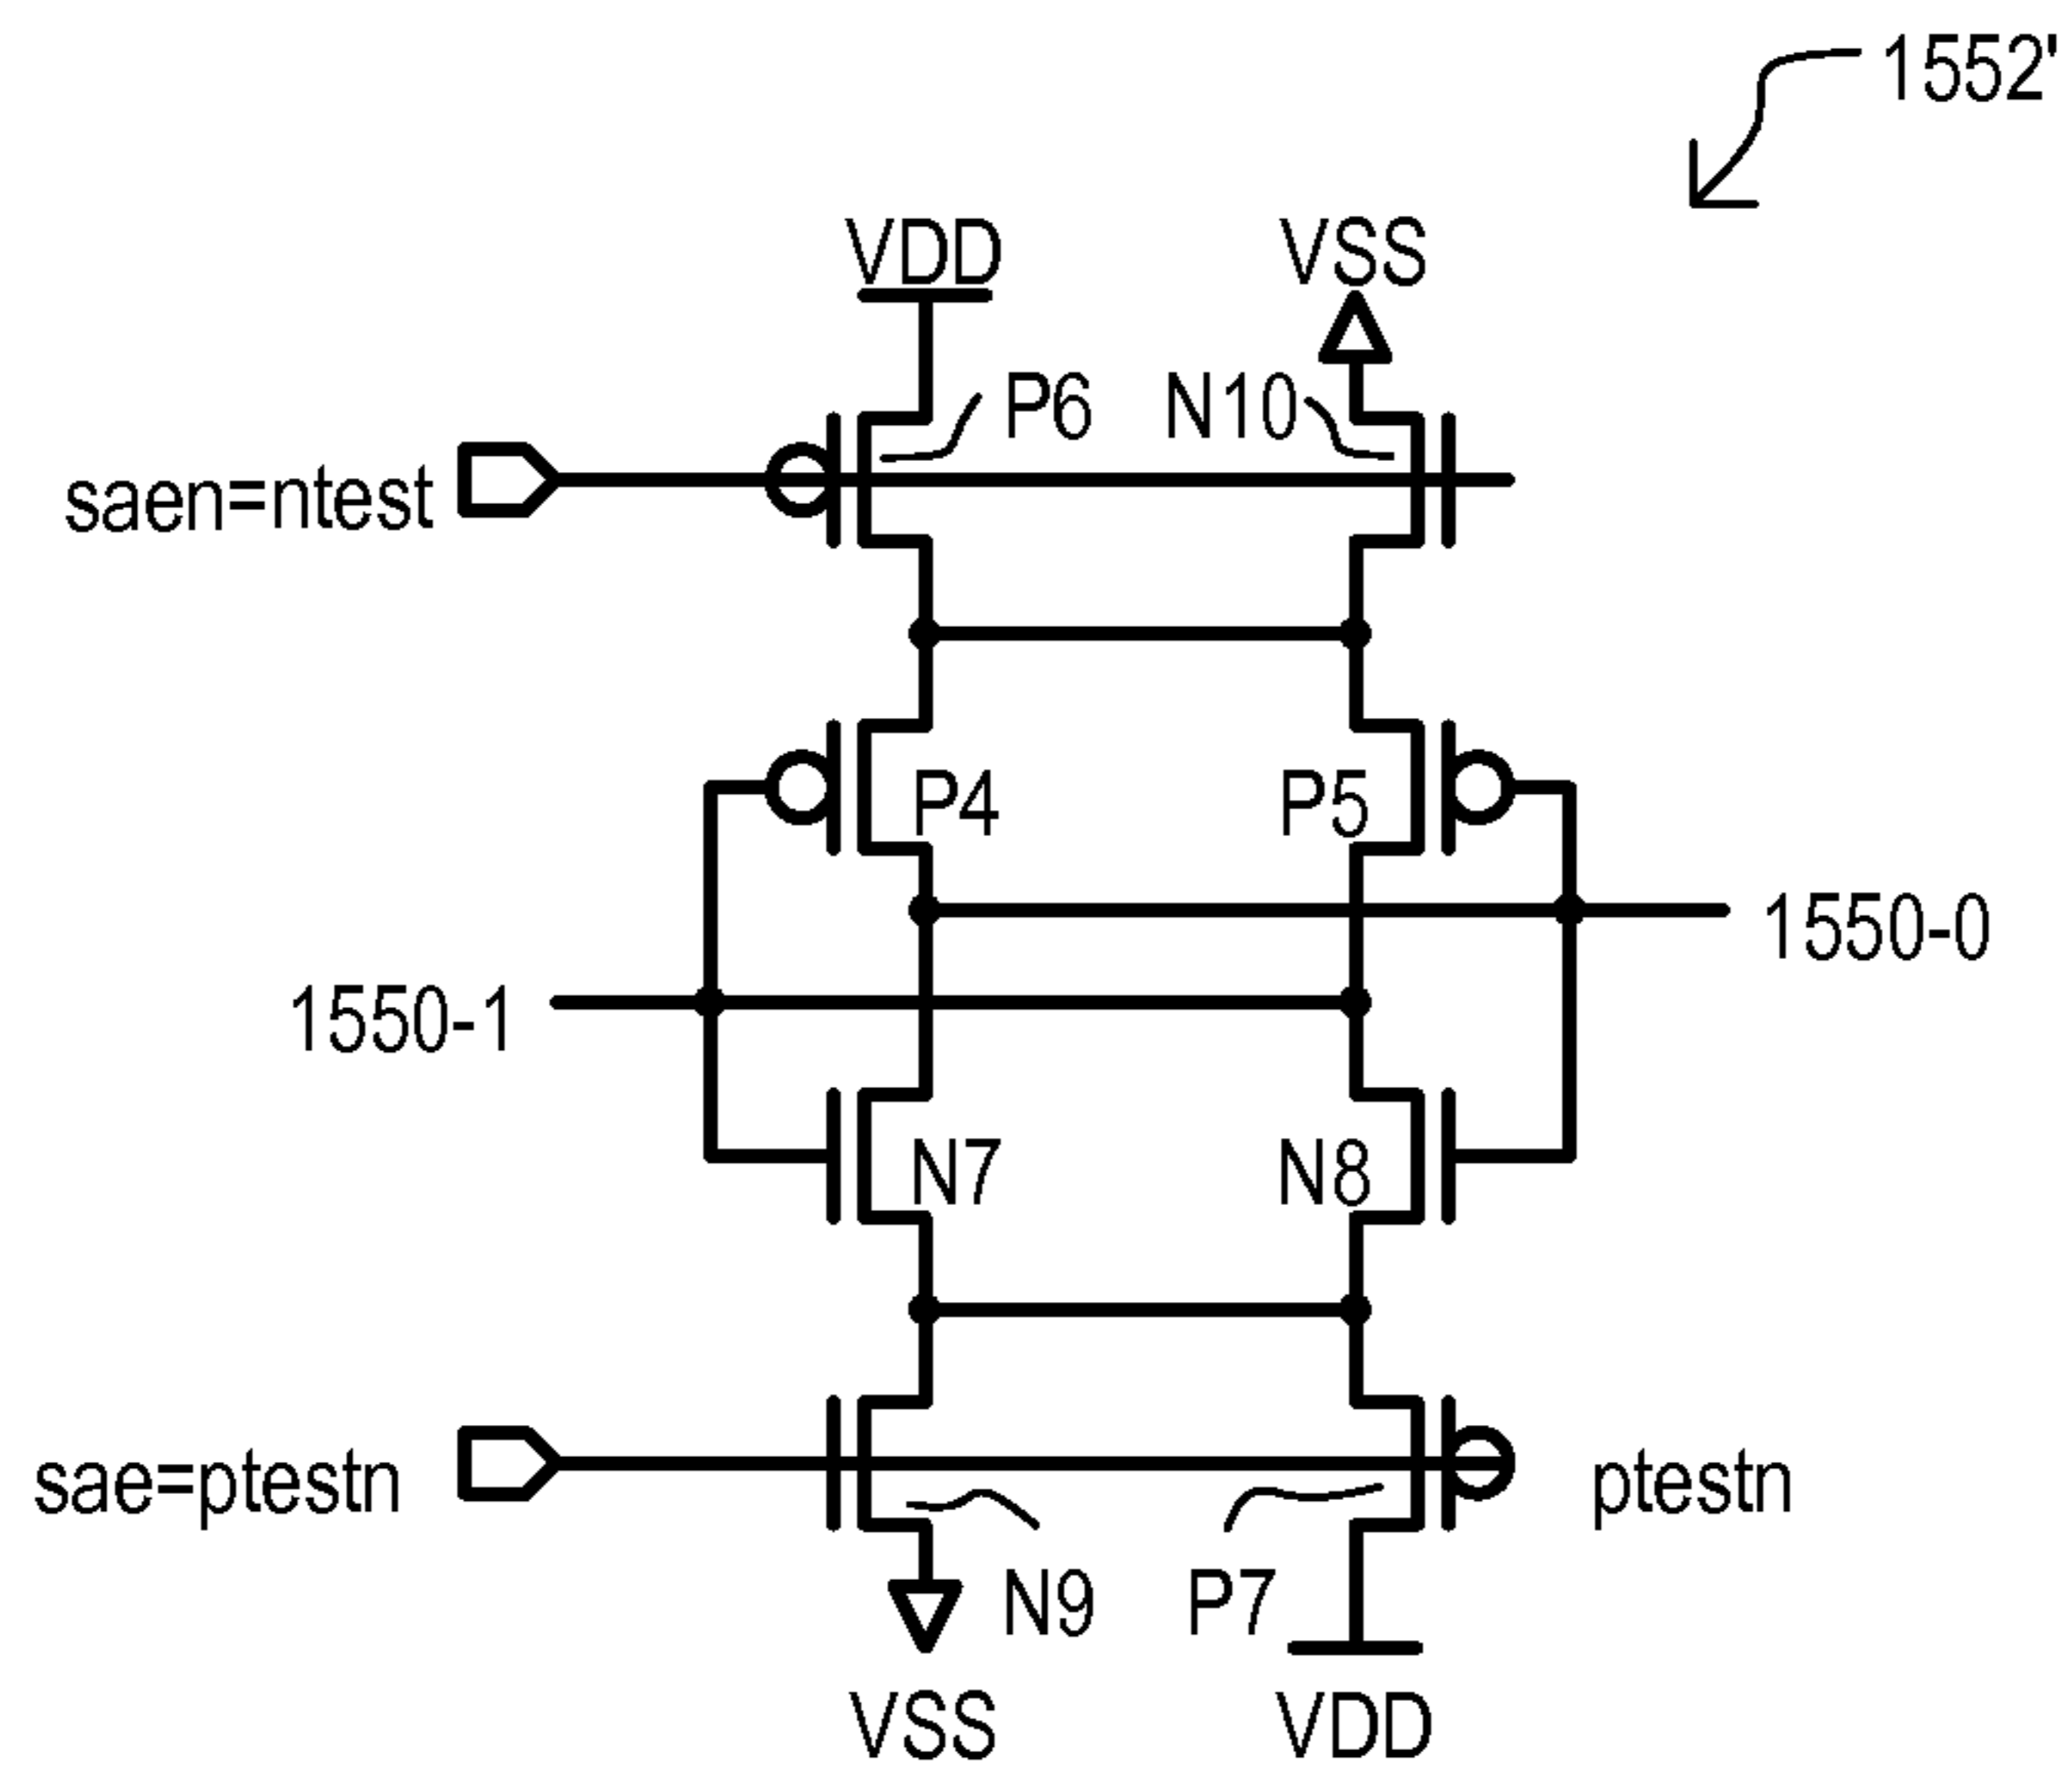 1552'
VDD
VSS
P6
N10
saen=ntest
P4
P5
1550-0
1550-1
N7
N8
sae=ptestn
ptestn
N9
P7
VSS
VDD